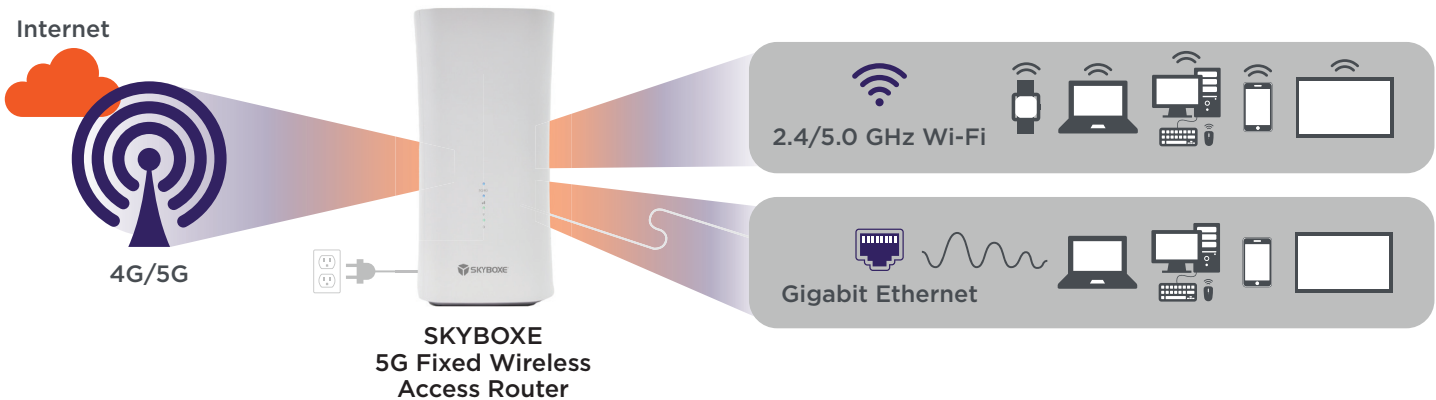 Internet
4G/5G
SKYBOXE
SKYBOXE
5G Fixed Wireless
Access Router
2.4/5.0 GHz Wi-Fi
Gigabit Ethernet